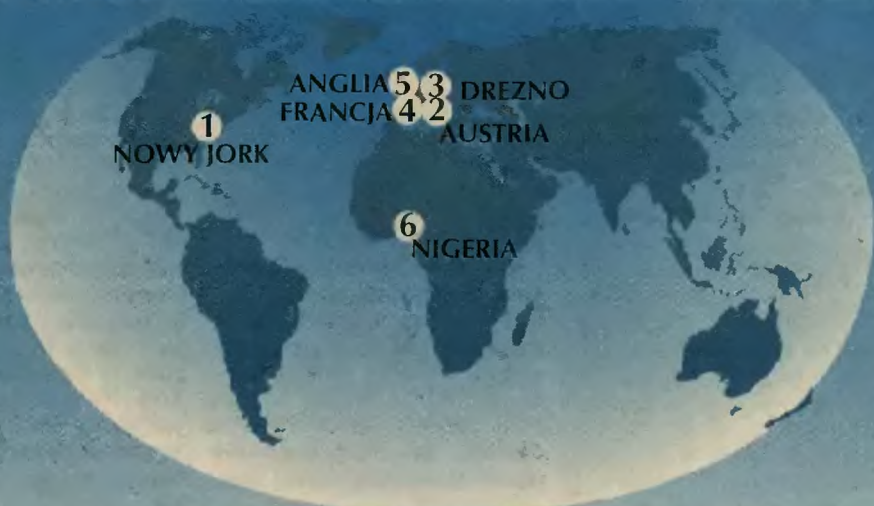 ANGLIA 5 3 DREZNO
FRANCJA 4 2
AUSTRIA
1
NOWY JORK
6
NIGERIA